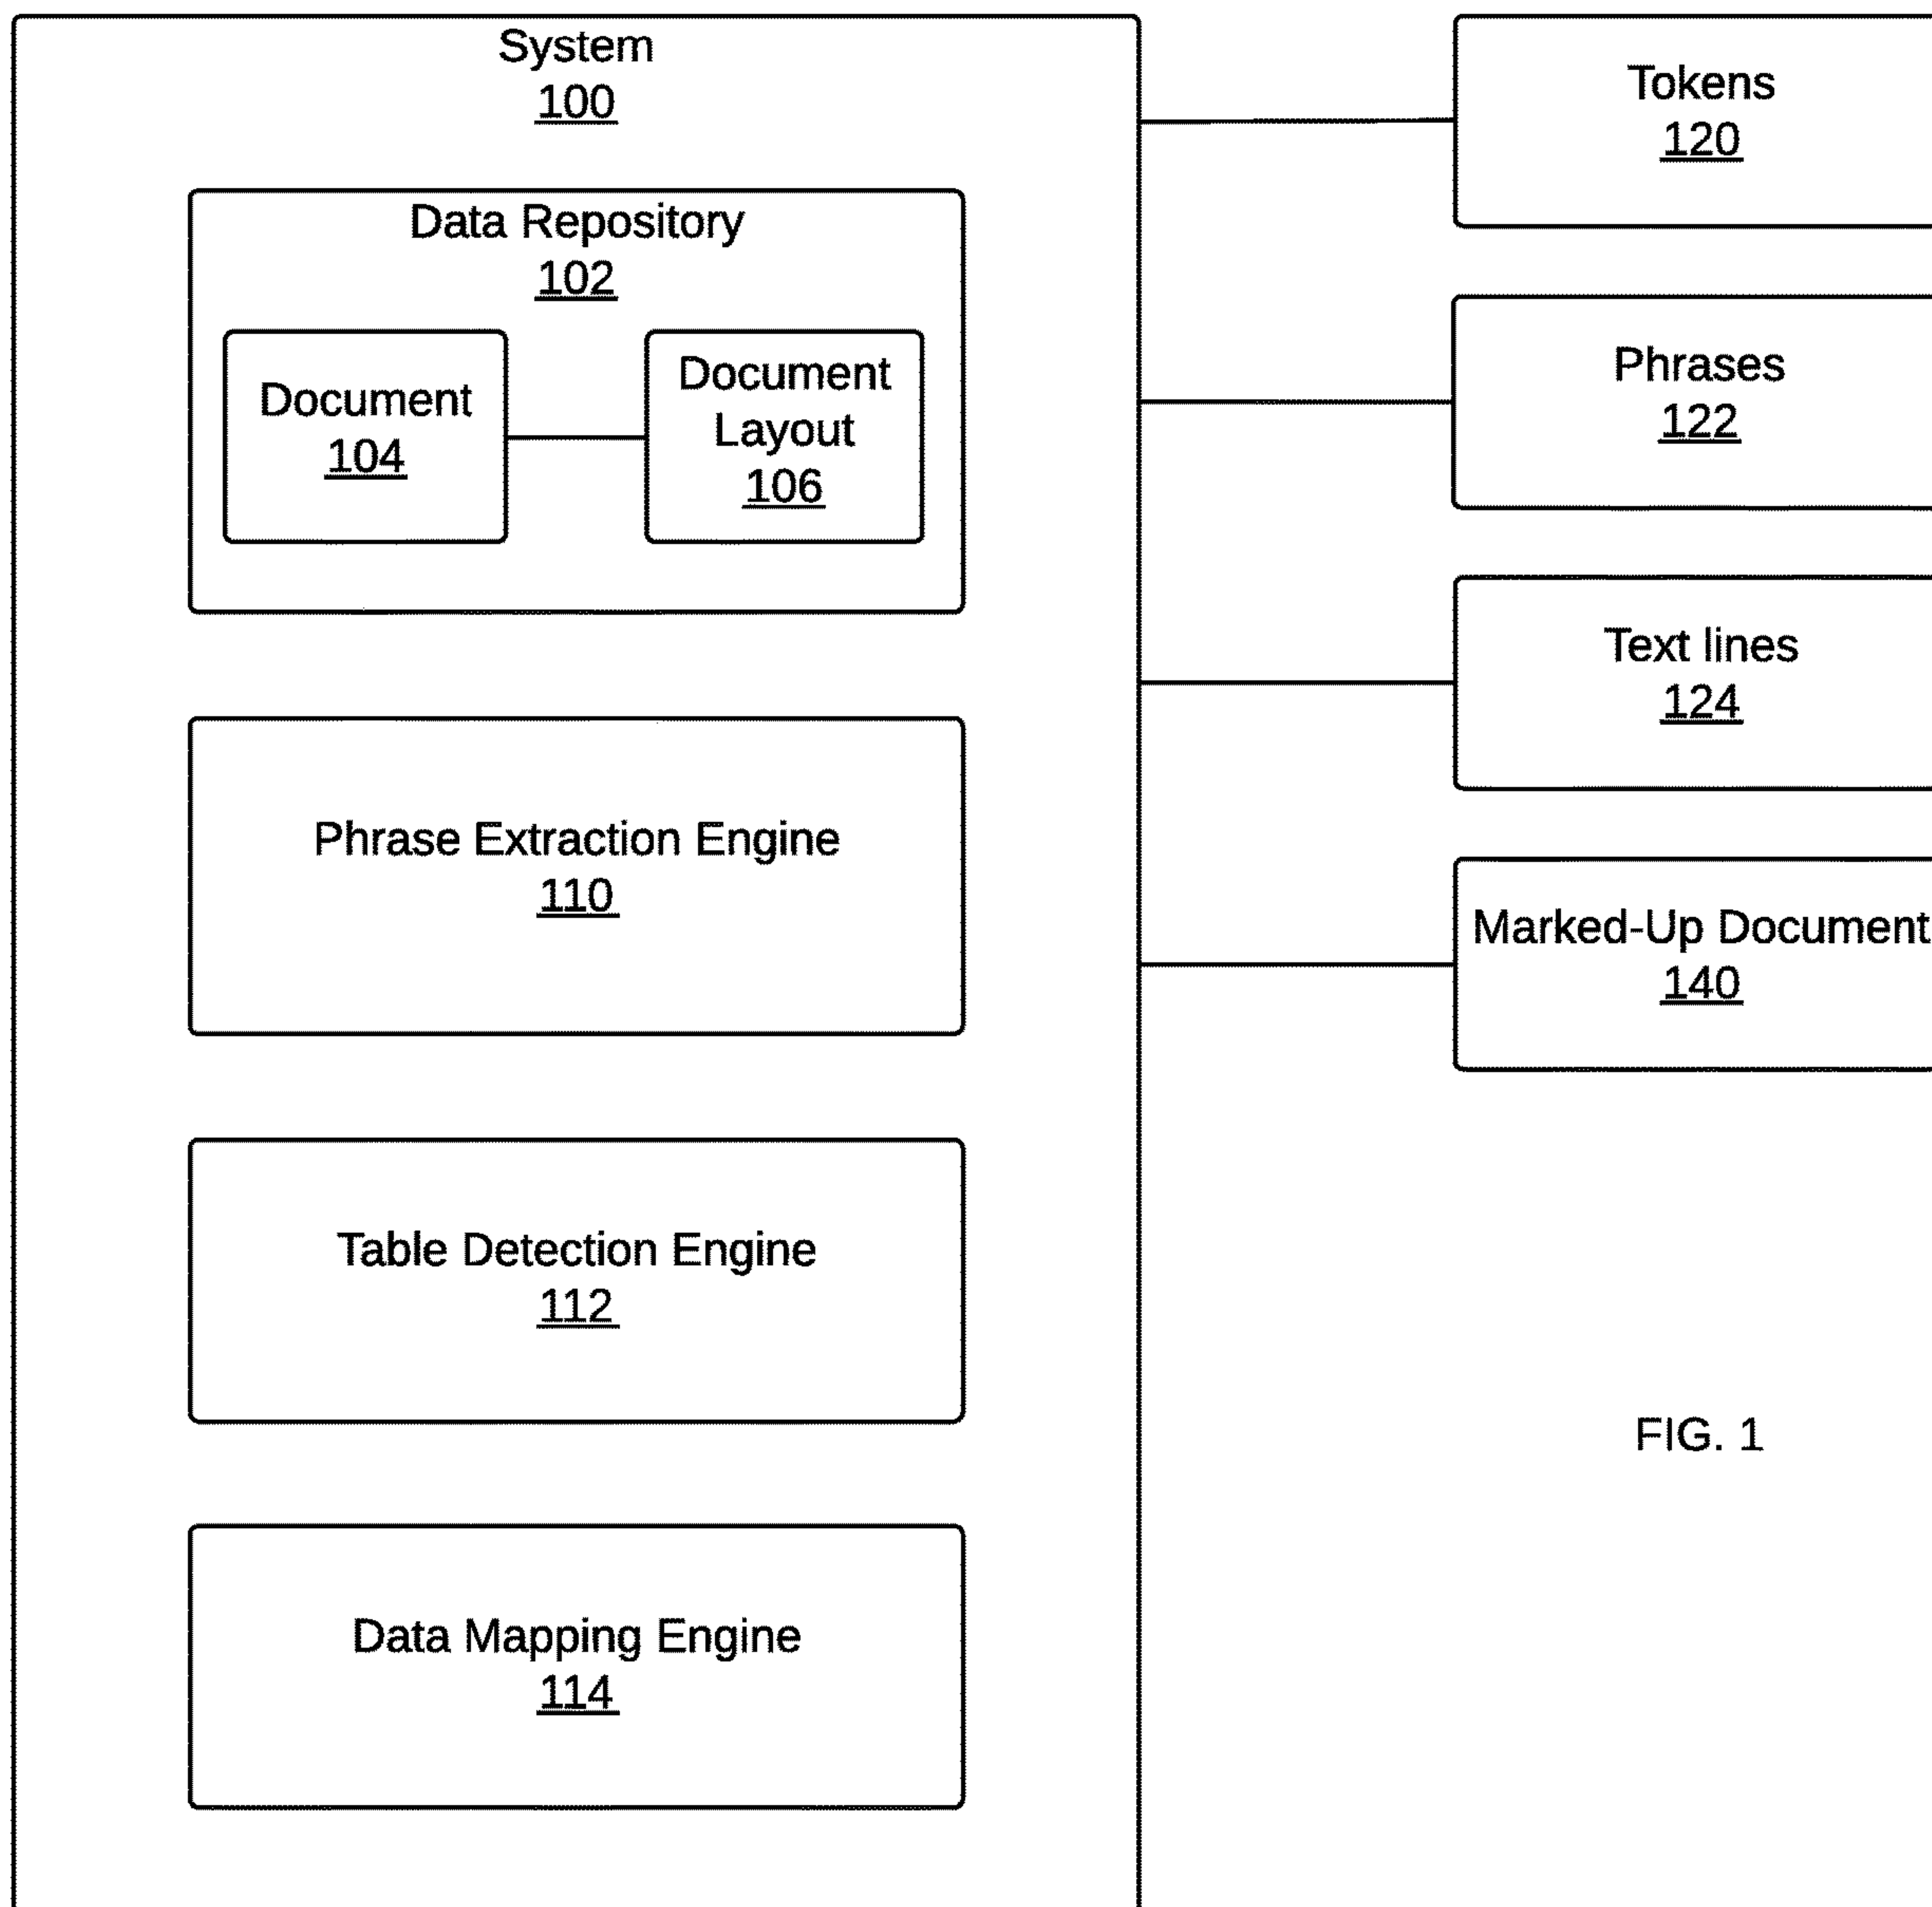 System
100
Data Repository
102
Document
104
Document
Layout
106
Phrase Extraction Engine
110
Table Detection Engine
112
Data Mapping Engine
114
Tokens
120
Phrases
122
Text lines
124
Marked-Up Document
140
FIG. 1